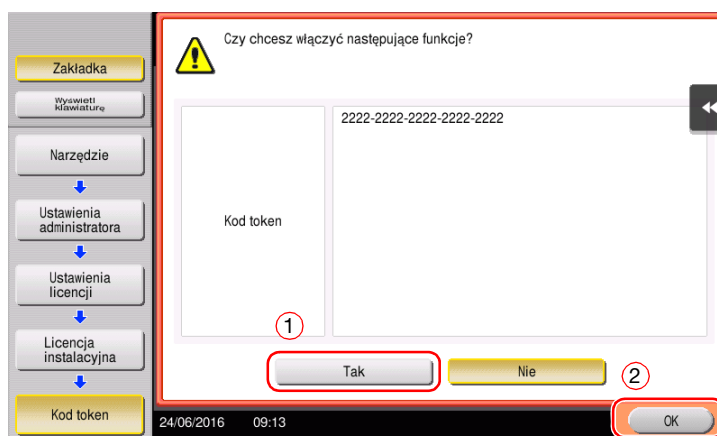 Czy chcesz włączyć następujące funkcje?
Zakładka
Wyswietl
klawiaturę
Narzędzie
Ustawienia
administratora
Ustawienia
licencji
Licencja
instalacyjna
Kod token
Kod token
2222-2222-2222-2222-2222
1
Tak
Nie
2
24/06/2016 09:13
OK